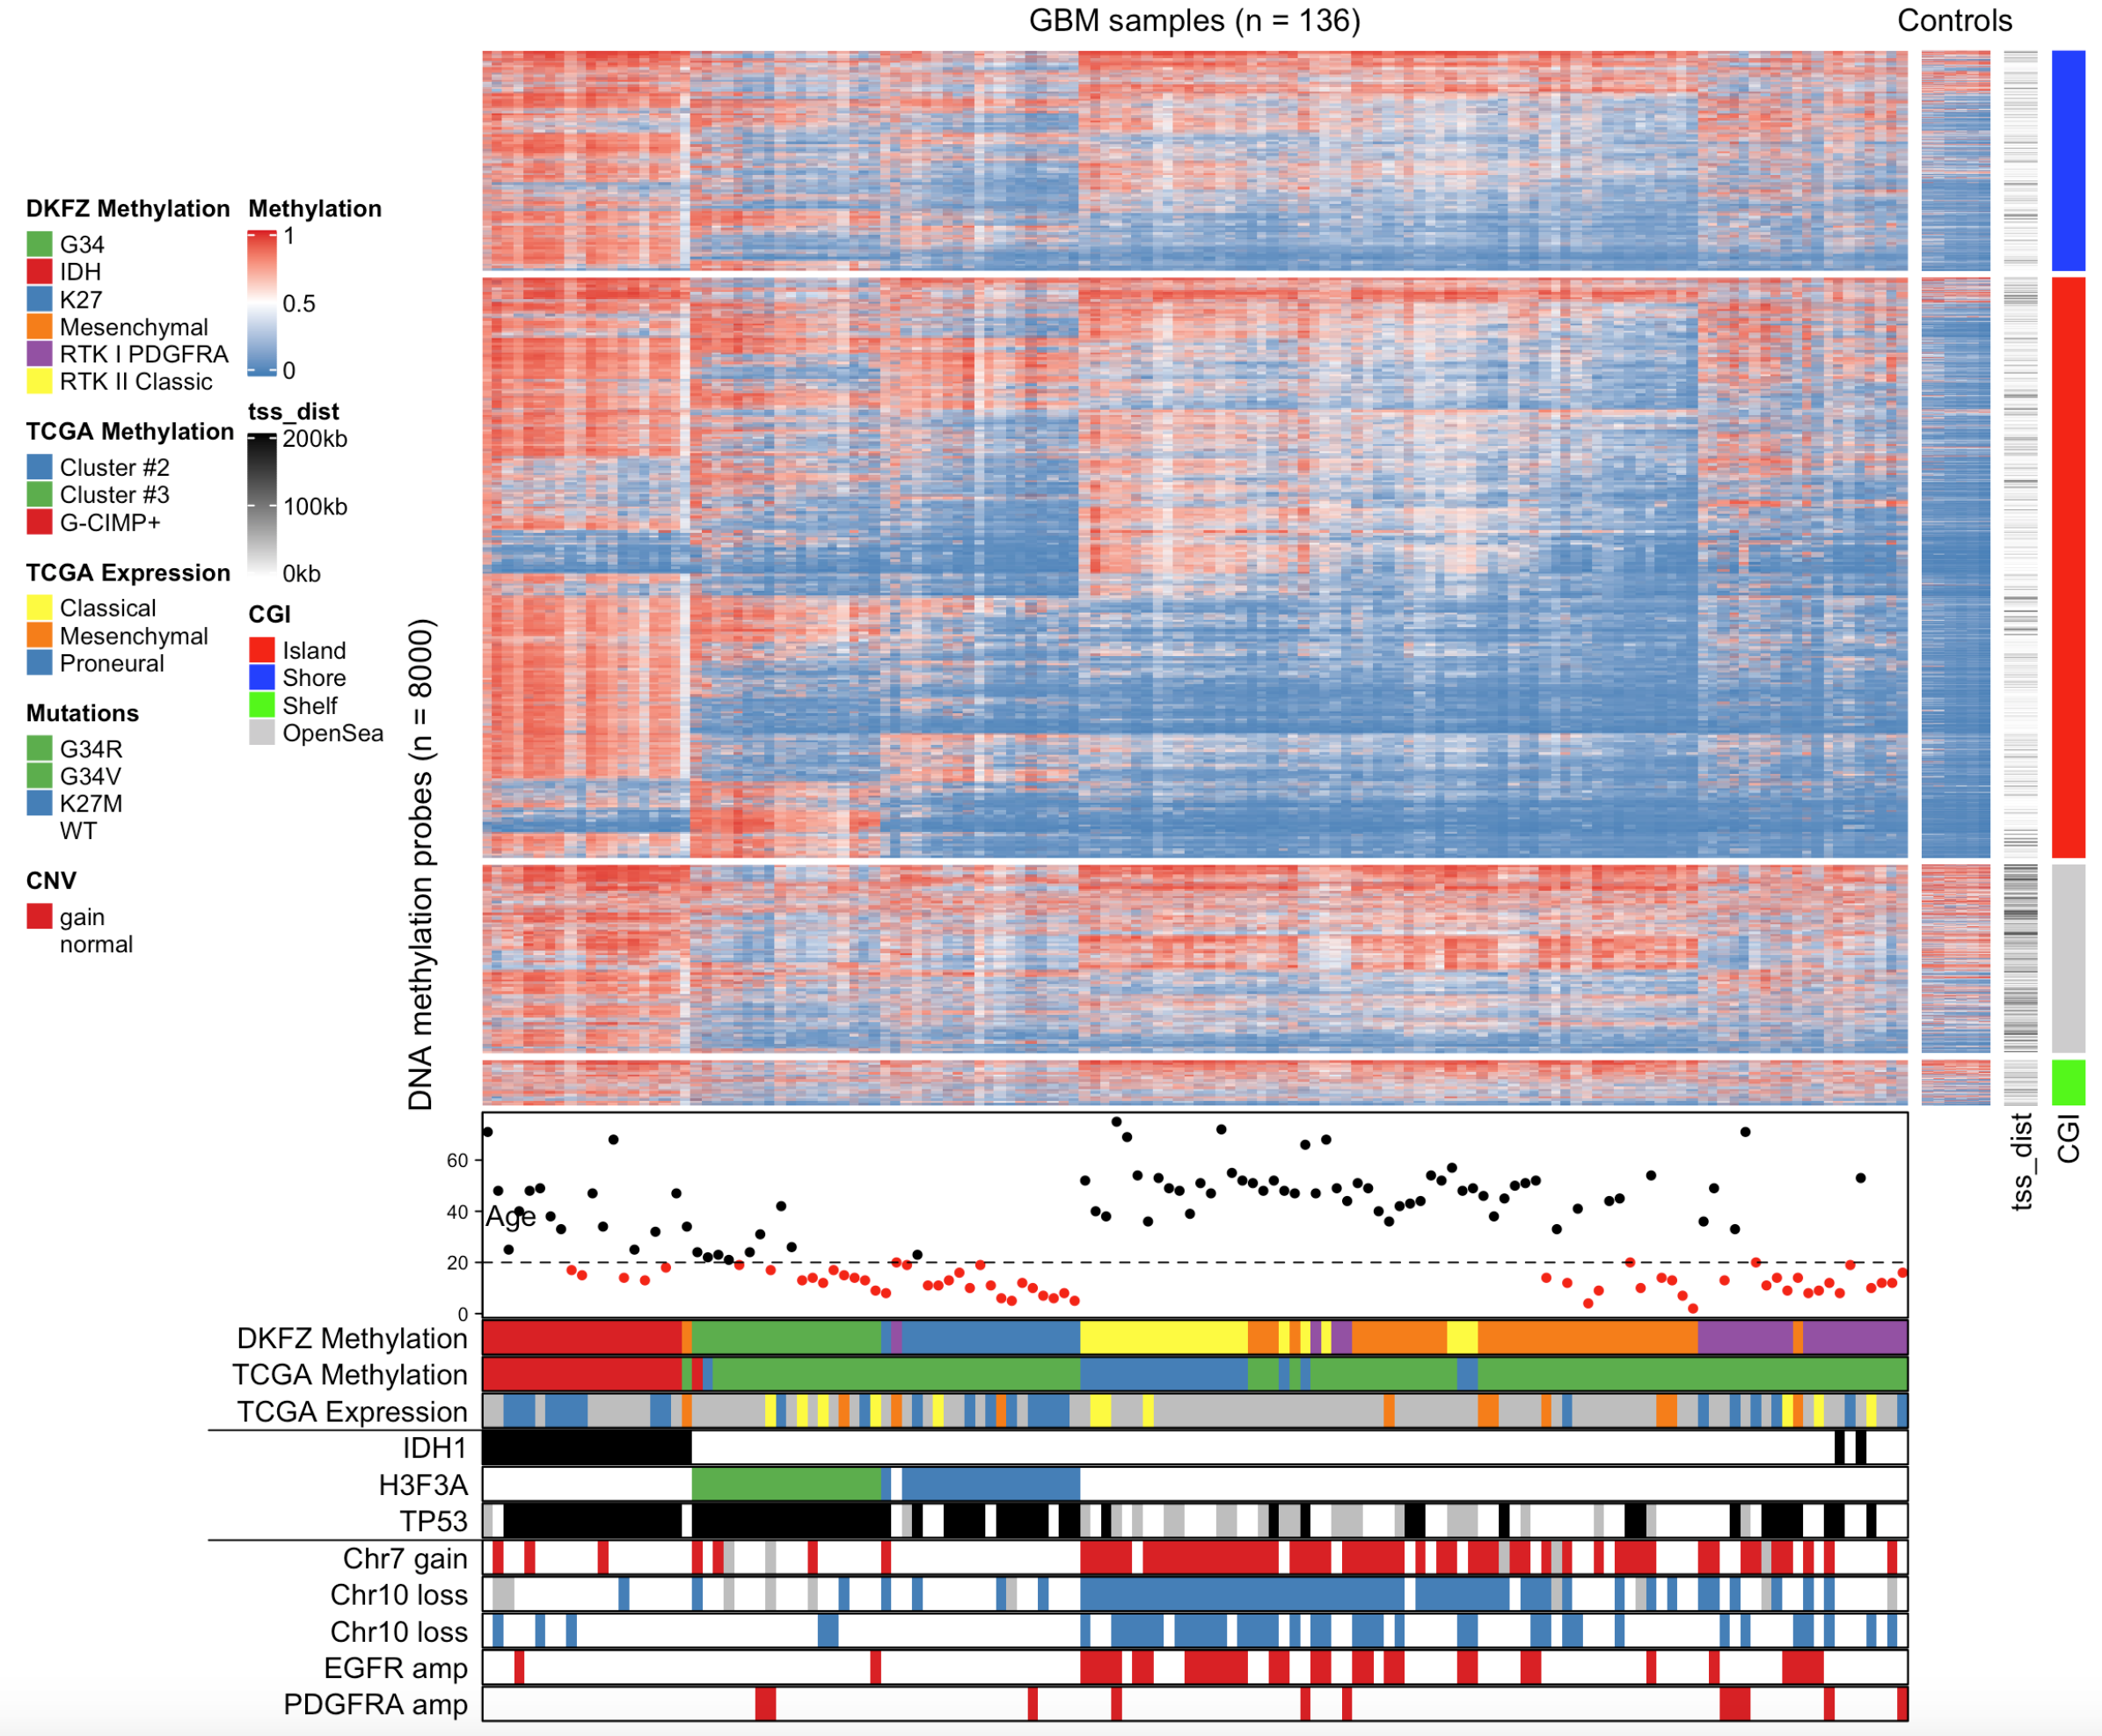 GBM samples (n = 136)
Controls
DKFZ Methylation
G34
IDH
K27
Mesenchymal
RTK I PDGFRA
RTK II Classic
TCGA Methylation
Cluster #2
Cluster #3
G-CIMP+
TCGA Expression
Classical
Mesenchymal
Proneural
Mutations
G34R
G34V
K27M
WT
CNV
gain
normal
Methylation
1
0.5
0
tss_dist
200kb
100kb
0kb
CGI
Island
Shore
Shelf
OpenSea
DNA methylation probes (n = 8000)
60
40
20
0
Age
tss_dist
CGI
DKFZ Methylation
TCGA Methylation
TCGA Expression
IDH1
H3F3A
TP53
Chr7 gain
Chr10 loss
Chr10 loss
EGFR amp
PDGFRA amp